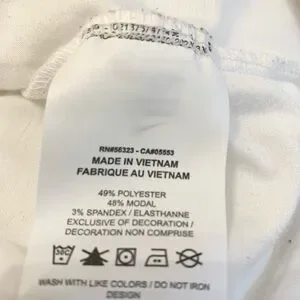 RN#56323 - CA#05553
MADE IN VIETNAM
FABRIQUE AU VIETNAM
49% POLYESTER
48% MODAL
3% SPANDEX / ELASTHANNE
EXCLUSIVE OF DECORATION /
DECORATION NON COMPRISE
WASH WITH LIKE COLORS / DO NOT IRON
DESIGN